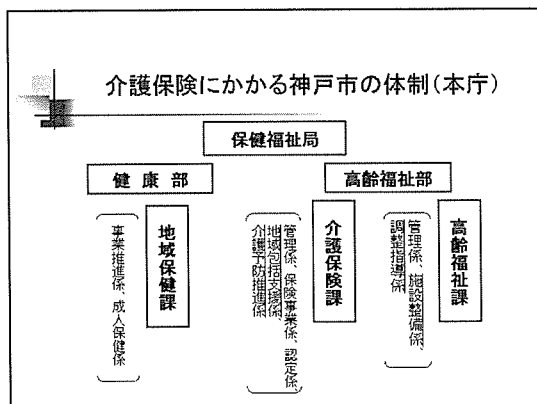 介護保険にかかる神戸市の体制(本庁)
保健福祉局
健康部
高齢福祉部
地域保健課
事業推進係、成人保健係
介護保険課
管理係、保険事業係、認定係、
地域包括支援係、
介護予防推進係
高齢福祉課
管理係、施設整備係、
調整指導係